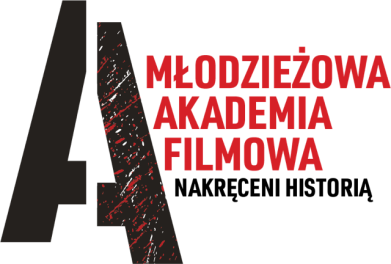 A
MŁODZIEŻOWA
AKADEMIA
FILMOWA
NAKRĘCENI HISTORIĄ